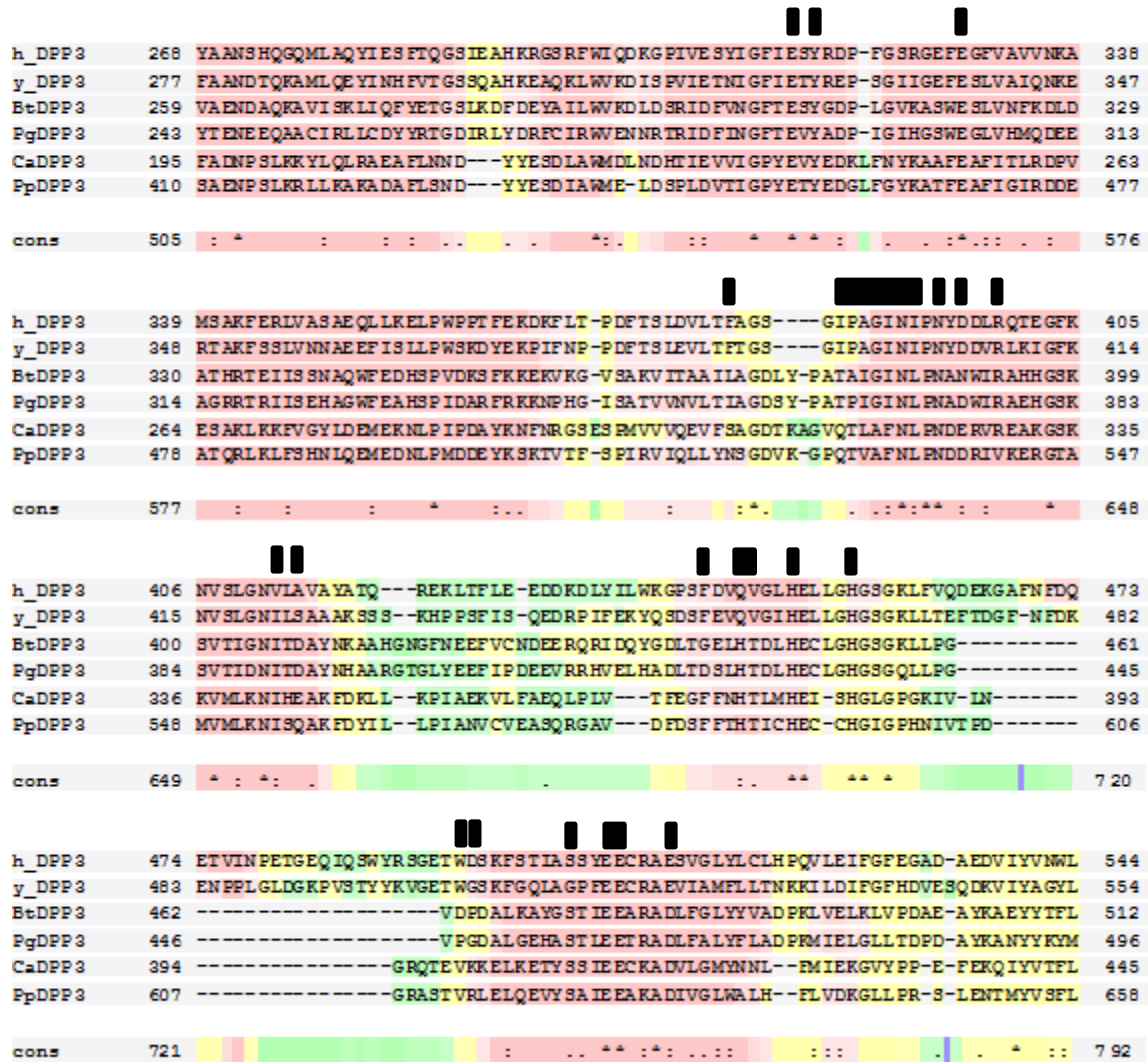 h_DPP3 268 YAANSHQGQMLAQYIESFTQGSIEAHKRGSRFWIQDKGPIVESYIGFIESYRDP-FGSRGEFEGFVAVVNKA 338
y_DPP3 277 FAANDTQKAMLQEYINHFVTGSSQAHKEAQKLWVKDISPVIETNIGFIETYREP-SGIIGEFESLVAIQNKE 347
BtDPP3 259 VAENDAQKAVISKLIQFYETGSLKDFDEYAILWVKDLDSRIDFVNGFTESYGDP-LGVKASWESLVNFKDLD 329
PgDPP3 243 YTENEEQAACIRLLCDYYRTGDIRLYDRFCIRWVENNRTRIDFINGFTEVYADP-IGIHGSWEGLVHMQDEE 313
CaDPP3 195 FADNPSLKKYLQLRAEAFLNND---YYESDLAWMDLNDHTIEVVIGPYEVYEDKLFNYKAAFEAFITLRDPV 263
PpDPP3 410 SAENPSLKRLLKAKADAFLSND---YYESDIAWME-LDSPLDVTIGPYETYEDGLFGYKATFEAFIGIRDDE 477
cons 505 : * : : : .. . . *:. :: * * * : . . :*.:: . : 576
h_DPP3 339 MSAKFERLVASAEQLLKELPWPPTFEKDKFLT-PDFTSLDVLTFAGS----GIPAGINIPNYDDLRQTEGFK 405
y_DPP3 348 RTAKFSSLVNNAEEFISLLPWSKDYEKPIFNP-PDFTSLEVLTFTGS----GIPAGINIPNYDDVRLKIGFK 414
BtDPP3 330 ATHRTEIISSNAQWFEDHSPVDKSFKKEKVKG-VSAKVITAAILAGDLY-PATAIGINLPNANWIRAHHGSK 399
PgDPP3 314 AGRRTRIISEHAGWFEAHSPIDARFRKKNPHG-ISATVVNVLTIAGDSY-PATPIGINLPNADWIRAEHGSK 383
CaDPP3 264 ESAKLKKFVGYLDEMEKNLPIPDAYKNFNRGSESPMVVVQEVFSAGDTKAGVQTLAFNLPNDERVREAKGSK 335
PpDPP3 478 ATQRLKLFSHNLQEMEDNLPMDDEYKSKTVTF-SPIRVIQLLYNSGDVK-GPQTVAFNLPNDDRIVKERGTA 547
cons 577 : : : * :.. : :*. . .:*:** : : * 648
h_DPP3 406 NVSLGNVLAVAYATQ---REKLTFLE-EDDKDLYILWKGPSFDVQVGLHELLGHGSGKLFVQDEKGAFNFDQ 473
y_DPP3 415 NVSLGNILSAAAKSSS--KHPPSFIS-QEDRPIFEKYQSDSFEVQVGIHELLGHGSGKLLTEFTDGF-NFDK 482
BtDPP3 400 SVTIGNITDAYNKAAHGNGFNEEFVCNDEERQRIDQYGDLTGELHTDLHECLGHGSGKLLPG---------- 461
PgDPP3 384 SVTIDNITDAYNHAARGTGLYEEFIPDEEVRRHVELHADLTDSLHTDLHECLGHGSGQLLPG---------- 445
CaDPP3 336 KVMLKNIHEAKFDKLL--KPIAEKVLFAEQLPLV---TFEGFFNHTLMHEI-SHGLGPGKIV-LN------- 393
PpDPP3 548 MVMLKNISQAKFDYIL--LPIANVCVEASQRGAV---DFDSFFTHTICHEC-CHGIGPHNIVTPD------- 606
cons 649 * : *: . . :. ** ** * 7 20
h_DPP3 474 ETVINPETGEQIQSWYRSGETWDSKFSTIASSYEECRAESVGLYLCLHPQVLEIFGFEGAD-AEDVIYVNWL 544
y_DPP3 483 ENPPLGLDGKPVSTYYKVGETWGSKFGQLAGPFEECRAEVIAMFLLTNKKILDIFGFHDVESQDKVIYAGYL 554
BtDPP3 462 --------------------VDPDALKAYGSTIEEARADLFGLYYVADPKLVELKLVPDAE-AYKAEYYTFL 512
PgDPP3 446 --------------------VPGDALGEHASTLEETRADLFALYFLADPKMIELGLLTDPD-AYKANYYKYM 496
CaDPP3 394 ----------------GRQTEVKKELKETYSSIEECKADVLGMYNNL--FMIEKGVYPP-E-FEKQIYVTFL 445
PpDPP3 607 ----------------GRASTVRLELQEVYSAIEEAKADIVGLWALH--FLVDKGLLPR-S-LENTMYVSFL 658
cons 721 : .. ** :*: ..:: ::: . . * :: 7 92